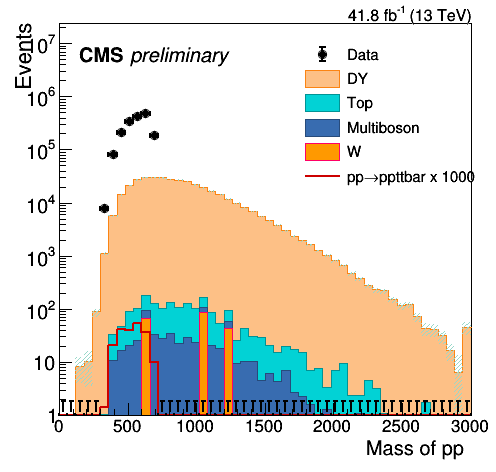 41.8 fb⁻¹ (13 TeV)
Events
CMS preliminary
Data
DY
Top
Multiboson
W
pp→ppttbar x 1000
10⁷
10⁶
10⁵
10⁴
10³
10²
10
1
0 500 1000 1500 2000 2500 3000
Mass of pp